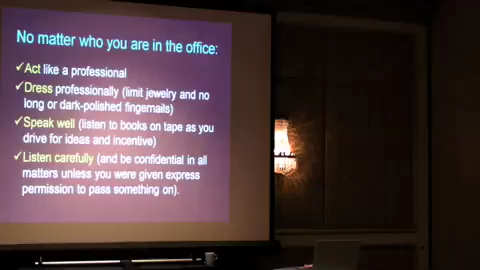 No matter who you are in the office:
✓Act like a professional
✓Dress professionally (limit jewelry and no
long or dark-polished fingernails)
✓Speak well (listen to books on tape as you
drive for ideas and incentive)
✓Listen carefully (and be confidential in all
matters unless you were given express
permission to pass something on).